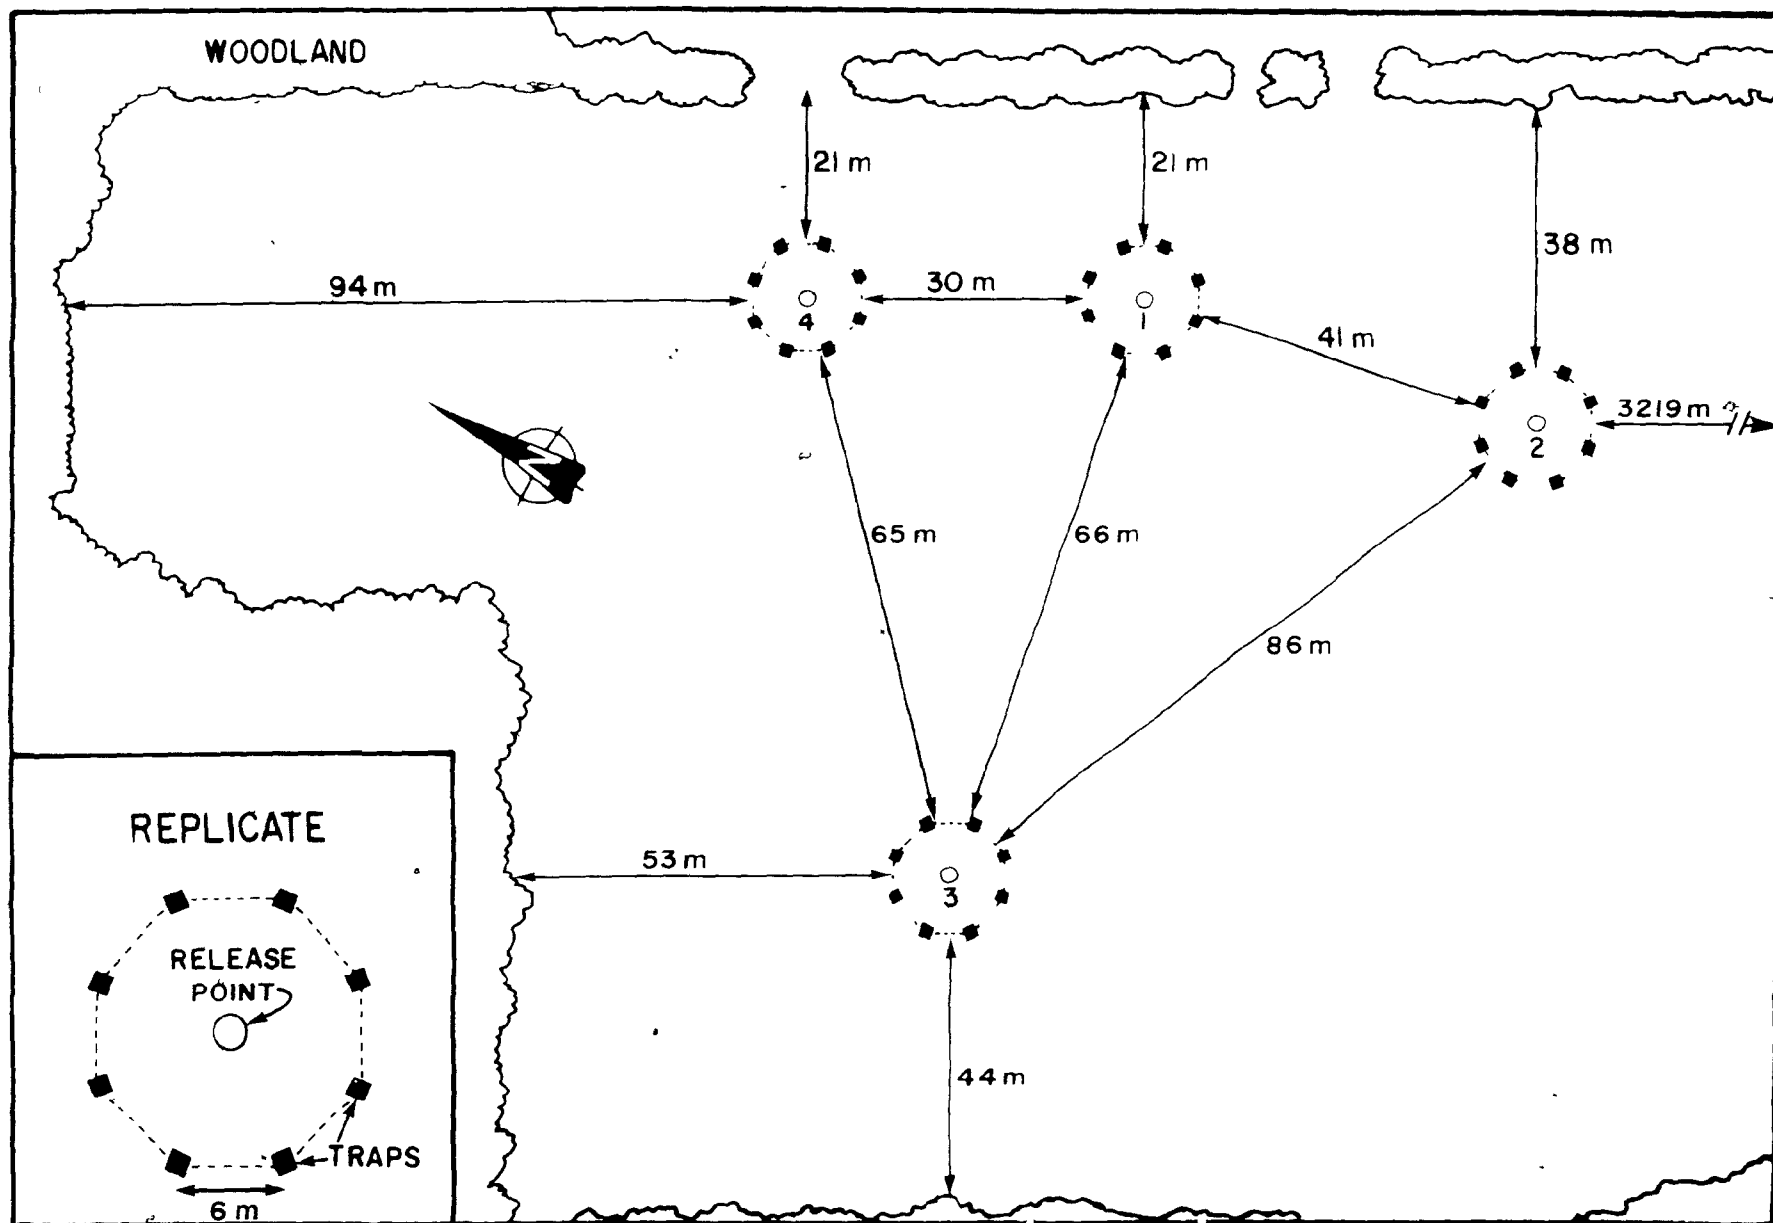 WOODLAND
21 m
21 m
38 m
94 m
30 m
4
1
41 m
3219 m
2
N
65 m
66 m
86 m
REPLICATE
53 m
3
RELEASE
POINT
44 m
TRAPS
6 m